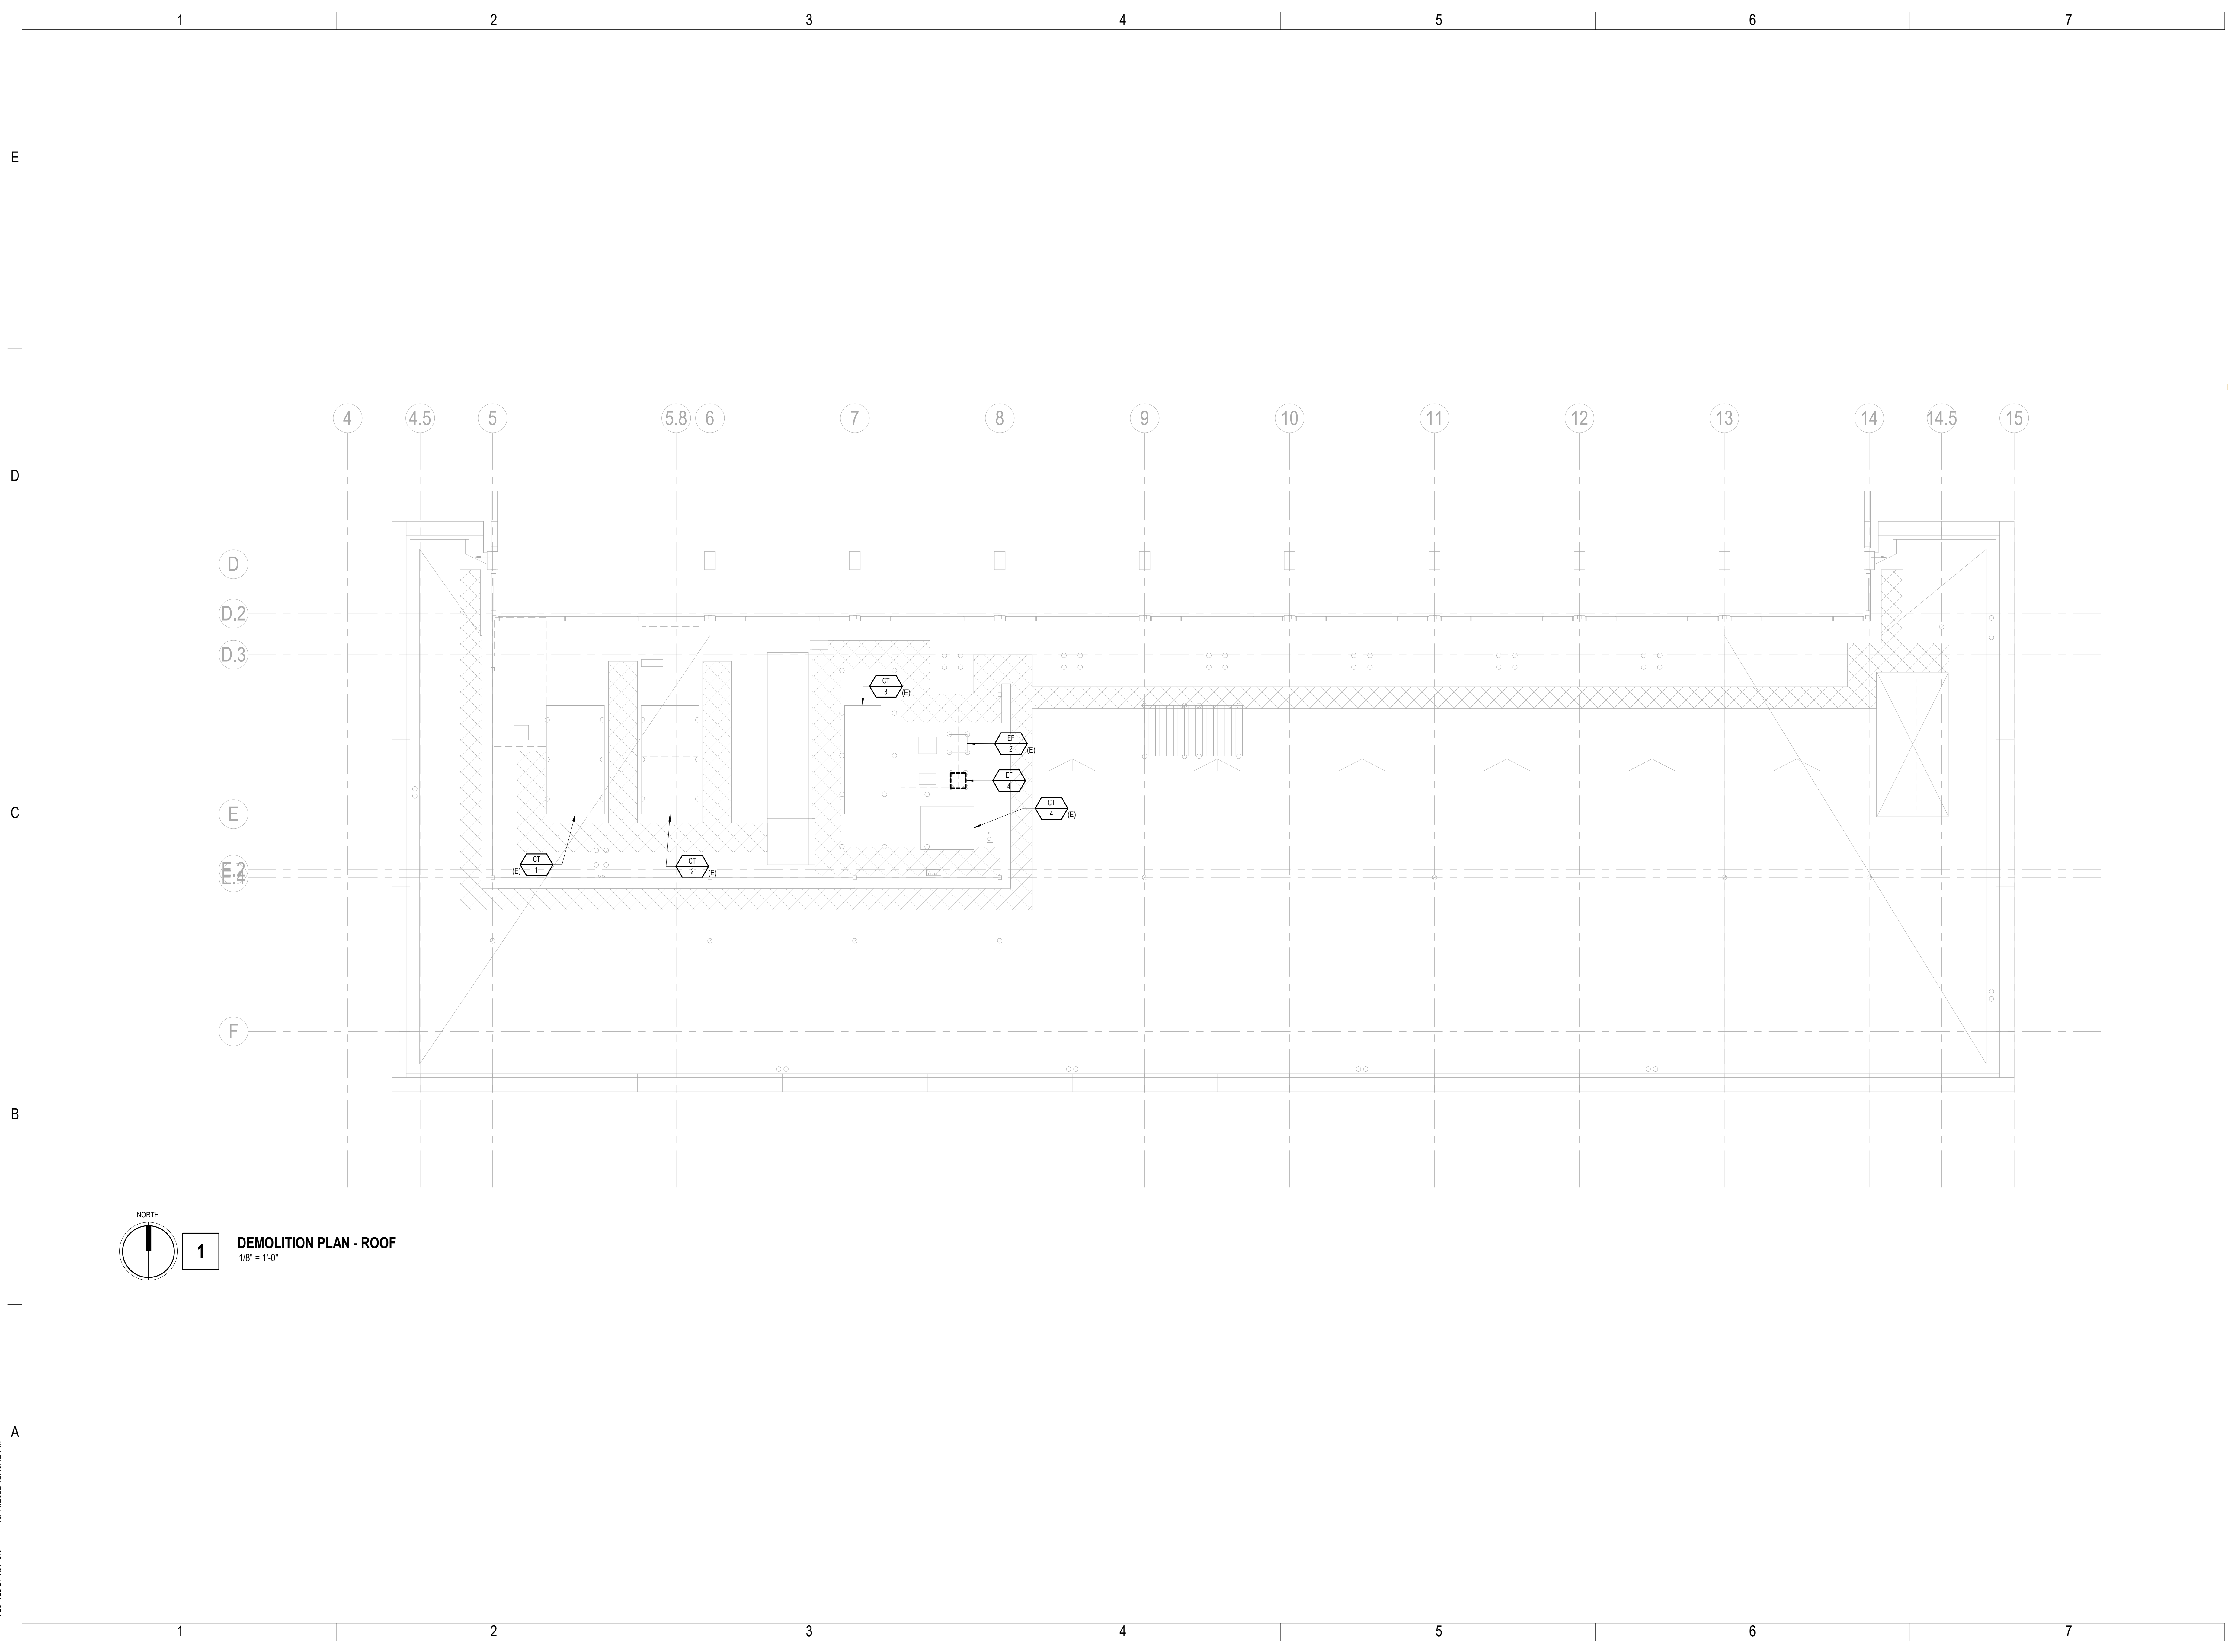 1 2 3 4 5 6 7
E
4 4.5 5 5.8 6 7 8 9 10 11 12 13 14 14.5 15
D
D
D.2
D.3
CT
3
(E)
EF
2
(E)
EF
4
C
E
CT
4
(E)
E.2
E.4
CT
1
(E)
CT
2
(E)
F
B
NORTH
1
DEMOLITION PLAN - ROOF
1/8" = 1'-0"
A
1 2 3 4 5 6 7